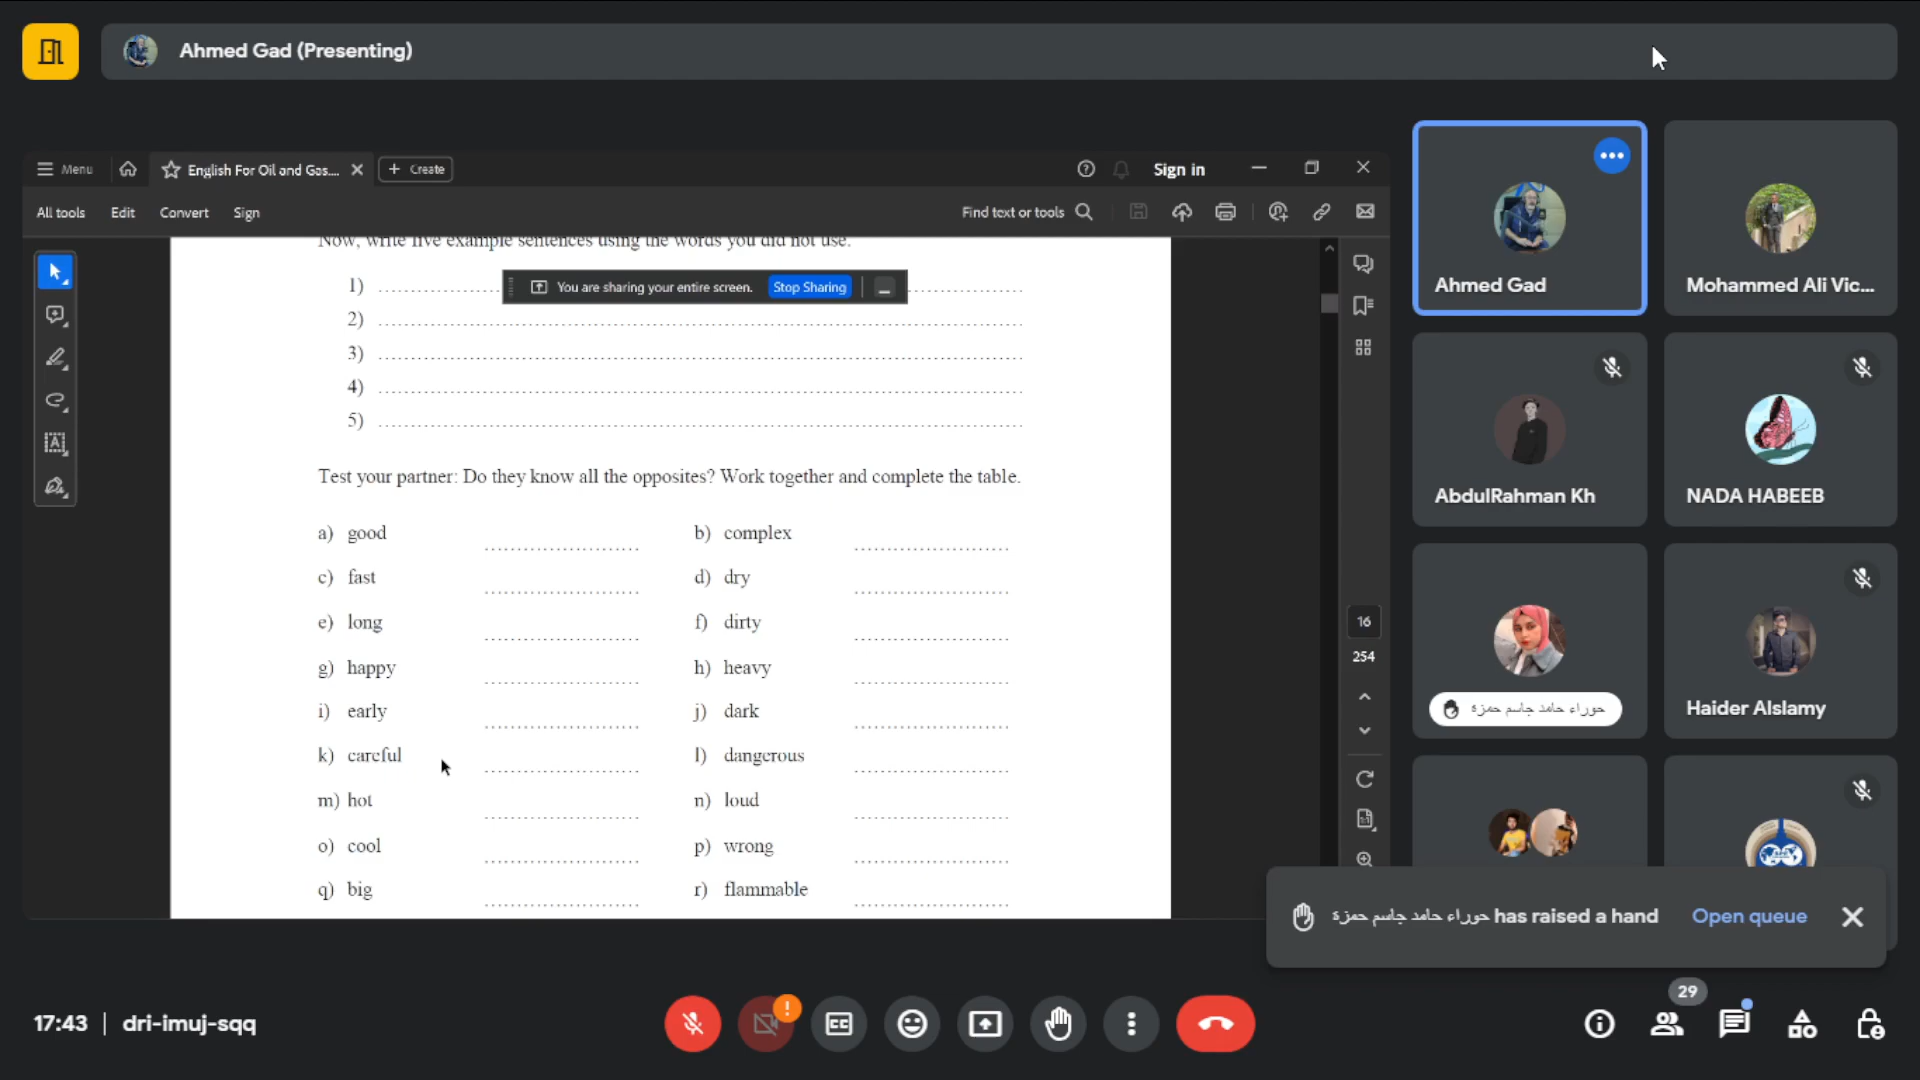 Ahmed Gad (Presenting)
Menu
English For Oil and Gas....
Create
Sign in
All tools
Edit
Convert
Sign
Find text or tools
Now, write five example sentences using the words you did not use.
1) ..........
You are sharing your entire screen.
Stop Sharing
2) ..........
3) ..........
4) ..........
5) ..........
Test your partner: Do they know all the opposites? Work together and complete the table.
a) good .......... b) complex ..........
c) fast .......... d) dry ..........
e) long .......... f) dirty ..........
g) happy .......... h) heavy ..........
i) early .......... j) dark ..........
k) careful .......... l) dangerous ..........
m) hot .......... n) loud ..........
o) cool .......... p) wrong ..........
q) big .......... r) flammable ..........
16
254
Ahmed Gad
Mohammed Ali Vic...
AbdulRahman Kh
NADA HABEEB
حوراء حامد جاسم حمزة
Haider Alslamy
حوراء حامد جاسم حمزة has raised a hand
Open queue
17:43 | dri-imuj-sqq
29